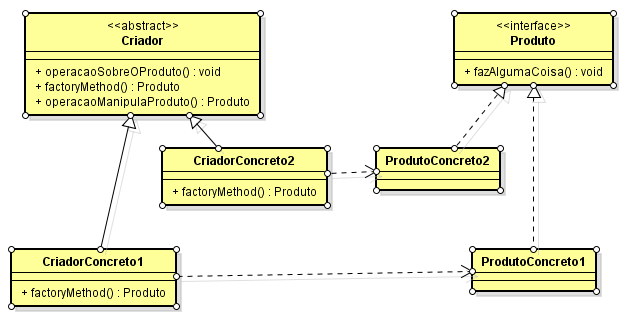 <<abstract>>
Criador
+ operacaoSobreOProduto() : void
+ factoryMethod() : Produto
+ operacaoManipulaProduto() : Produto
<<interface>>
Produto
+ fazAlgumaCoisa() : void
CriadorConcreto2
+ factoryMethod() : Produto
ProdutoConcreto2
CriadorConcreto1
+ factoryMethod() : Produto
ProdutoConcreto1